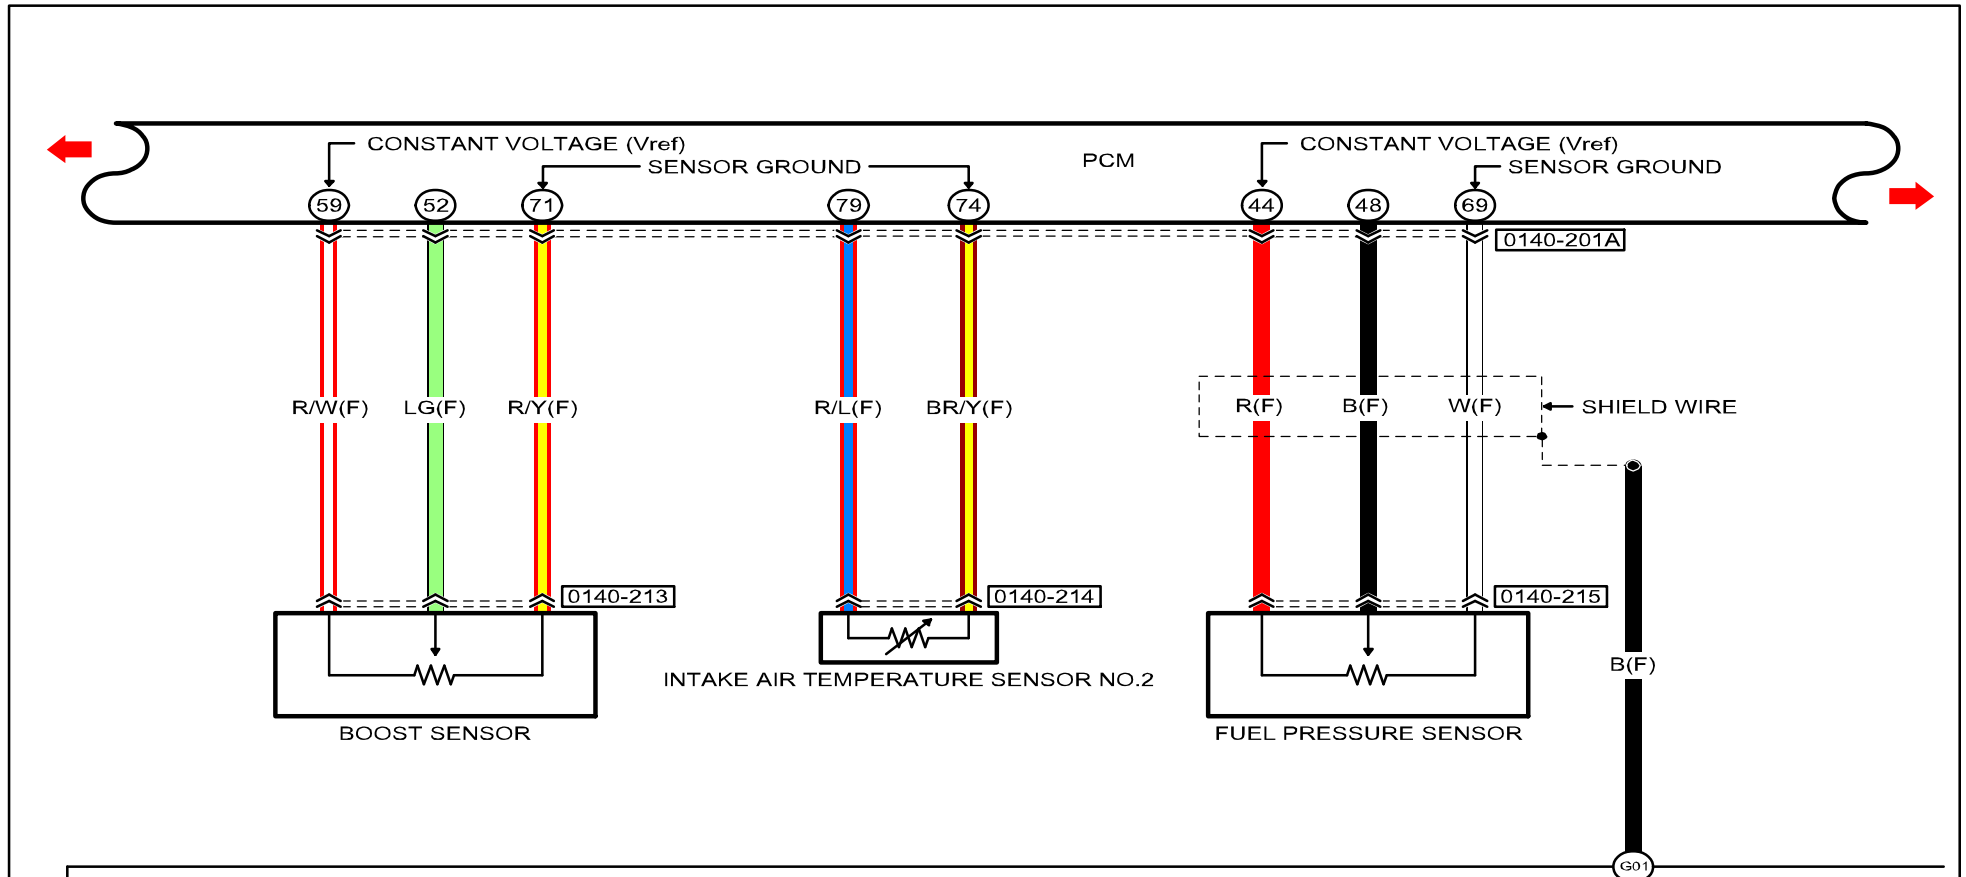 CONSTANT VOLTAGE (Vref)
CONSTANT VOLTAGE (Vref)
SENSOR GROUND
PCM
SENSOR GROUND
59
52
71
79
74
44
48
69
0140-201A
R/W(F)
LG(F)
R/Y(F)
R/L(F)
BR/Y(F)
R(F)
B(F)
W(F)
SHIELD WIRE
0140-213
0140-214
0140-215
B(F)
INTAKE AIR TEMPERATURE SENSOR NO.2
BOOST SENSOR
FUEL PRESSURE SENSOR
G01